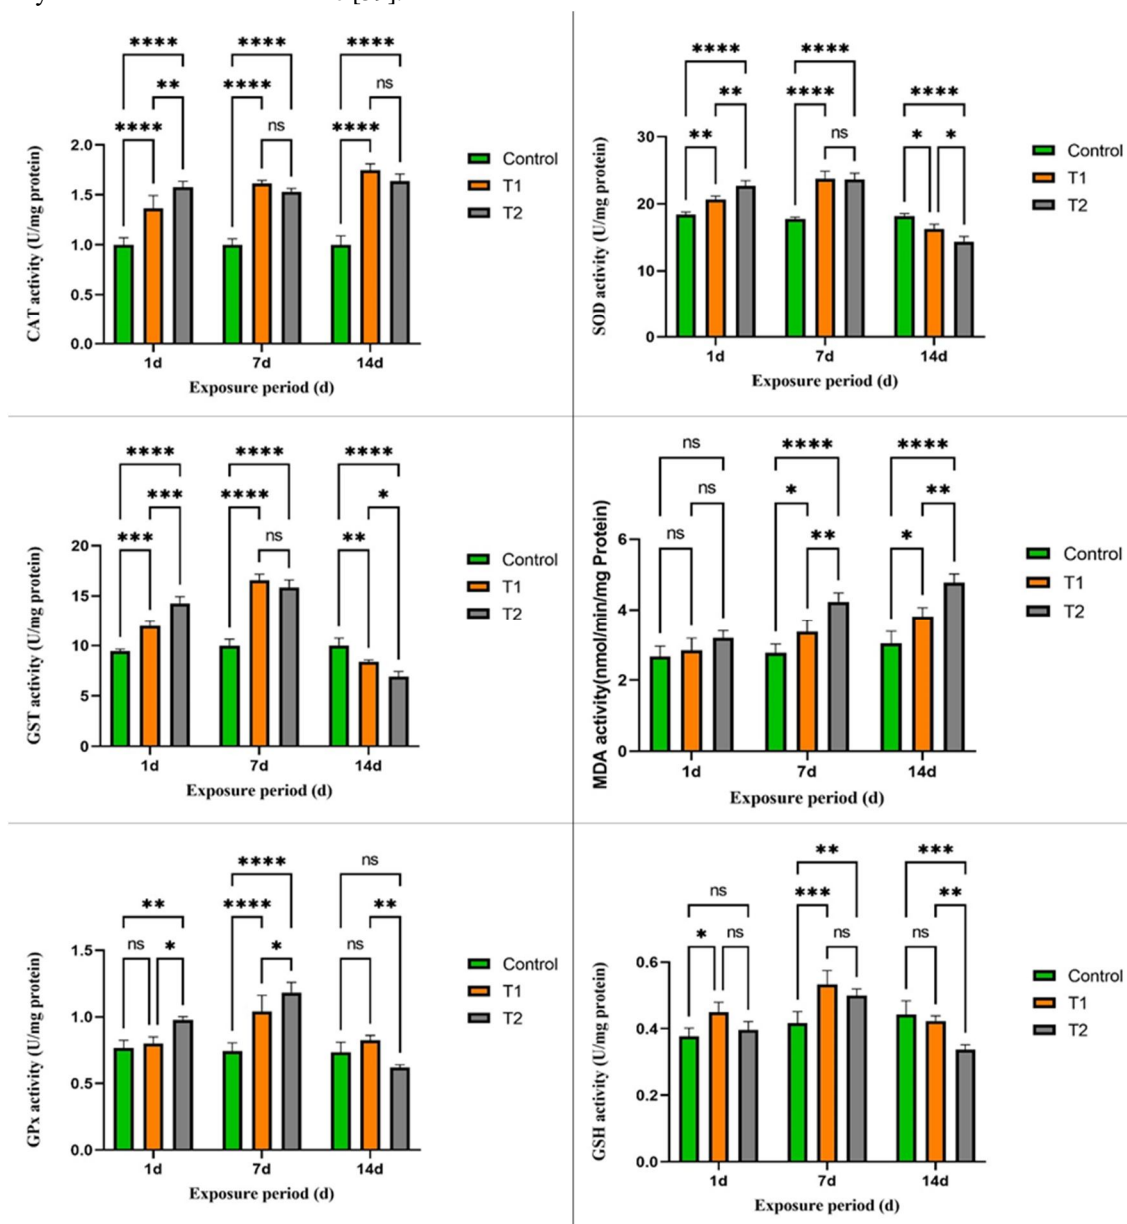 **** **** ****
** ns
**** **** ns ****
2.0
1.5
1.0
0.5
0.0
CAT activity (U/mg protein)
1d 7d 14d
Exposure period (d)
Control
T1
T2
**** ****
** **** ****
** ns * *
30
20
10
0
SOD activity (U/mg protein)
1d 7d 14d
Exposure period (d)
Control
T1
T2
**** **** ****
*** **** *
*** ns **
20
15
10
5
0
GST activity (U/mg protein)
1d 7d 14d
Exposure period (d)
Control
T1
T2
ns **** ****
ns * **
ns ** *
6
4
2
0
MDA activity(nmol/min/mg Protein)
1d 7d 14d
Exposure period (d)
Control
T1
T2
**** ns
** **** **
ns * * ns
1.5
1.0
0.5
0.0
GPx activity (U/mg protein)
1d 7d 14d
Exposure period (d)
Control
T1
T2
** ***
ns *** **
* ns ns ns
0.6
0.4
0.2
0.0
GSH activity (U/mg protein)
1d 7d 14d
Exposure period (d)
Control
T1
T2